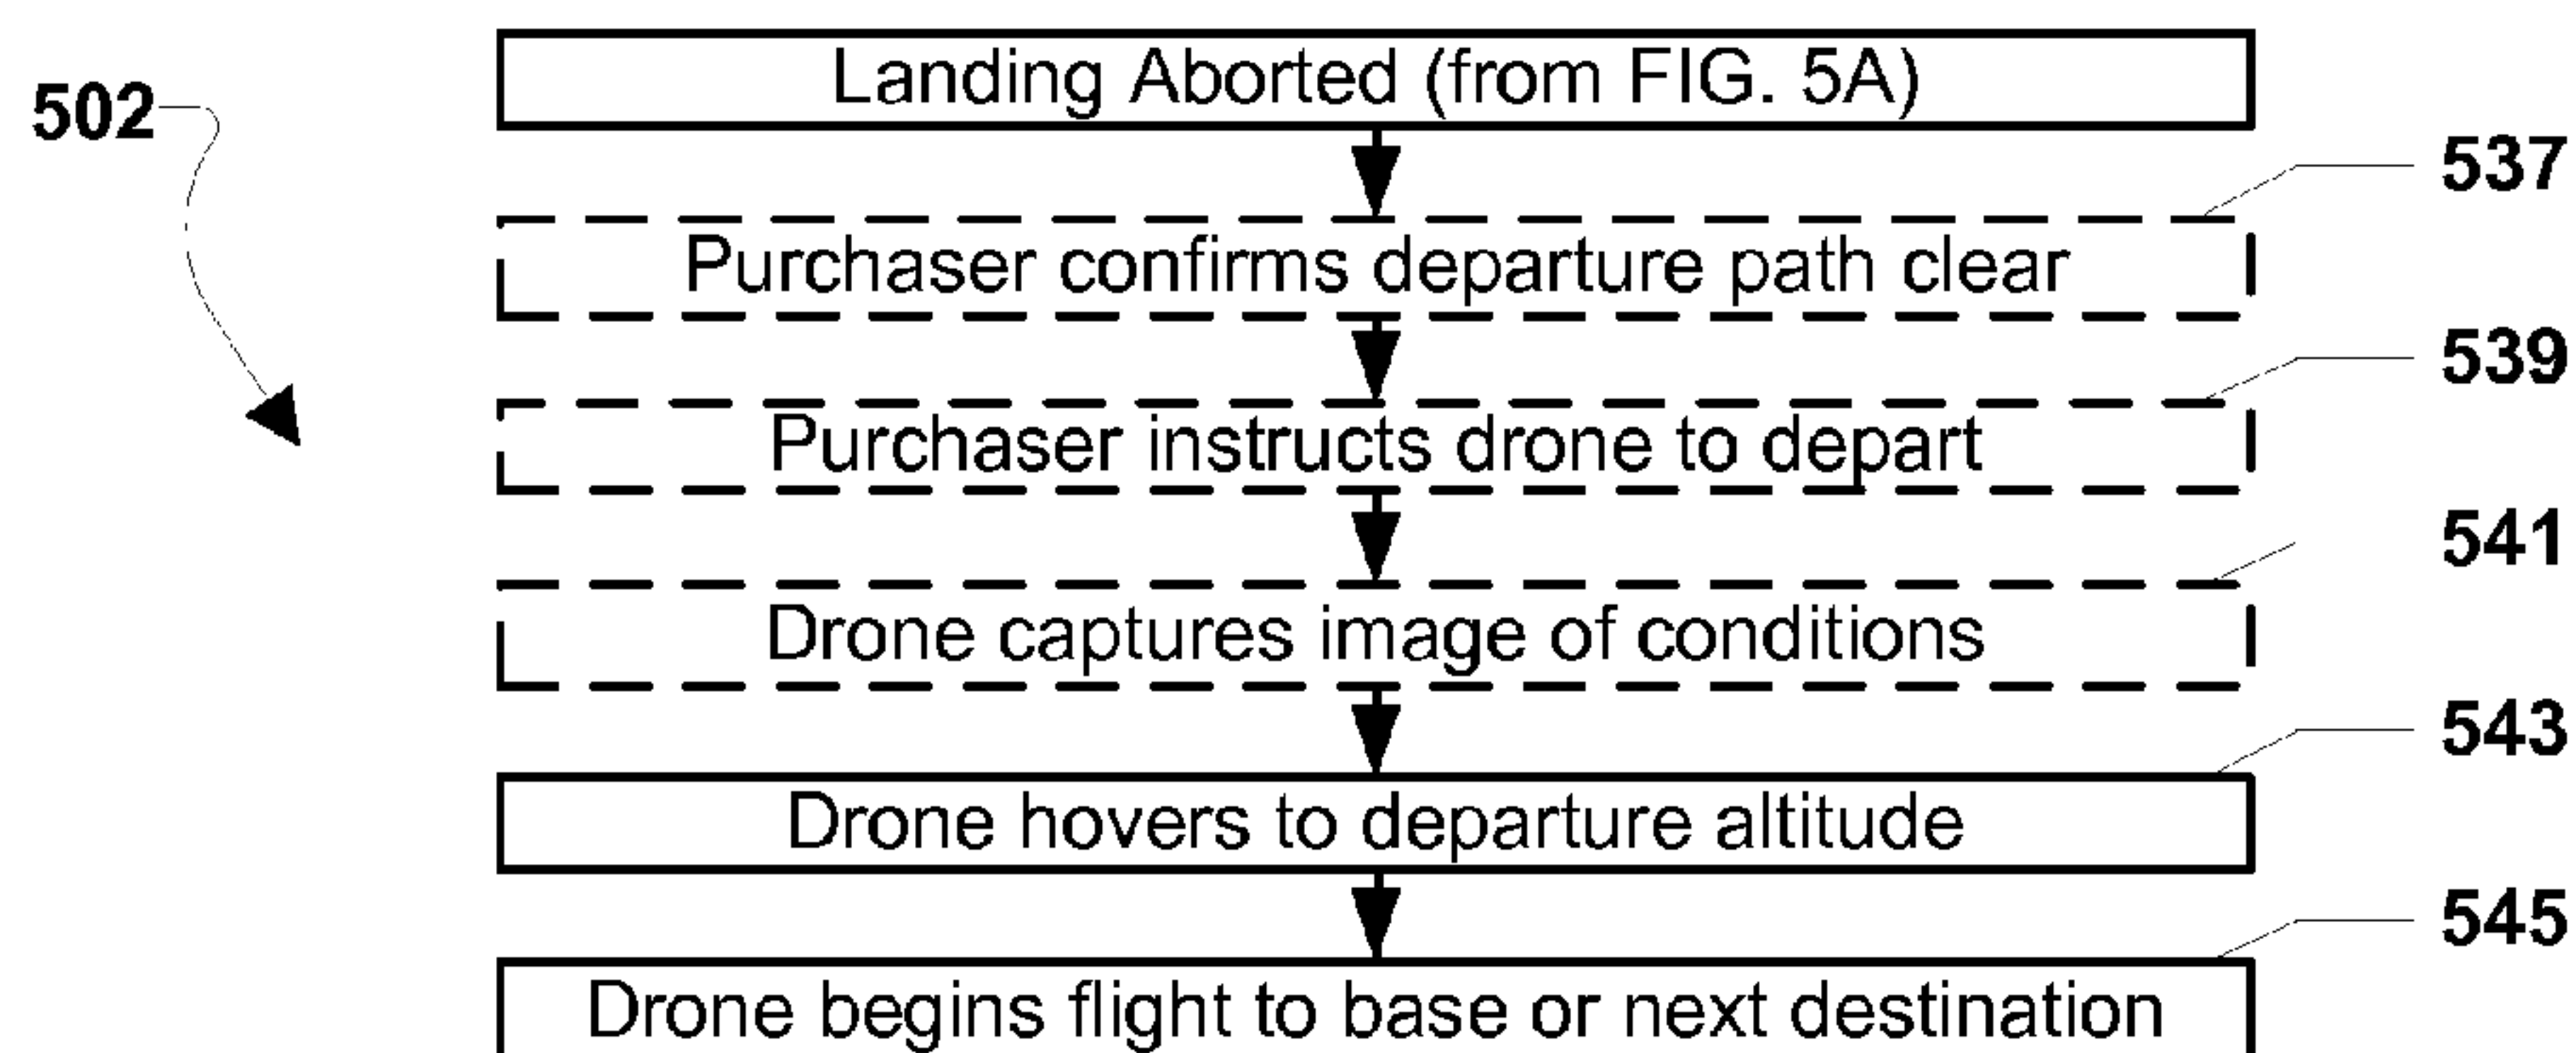 Landing Aborted (from FIG. 5A)
502
537
Purchaser confirms departure path clear
539
Purchaser instructs drone to depart
541
Drone captures image of conditions
543
Drone hovers to departure altitude
545
Drone begins flight to base or next destination